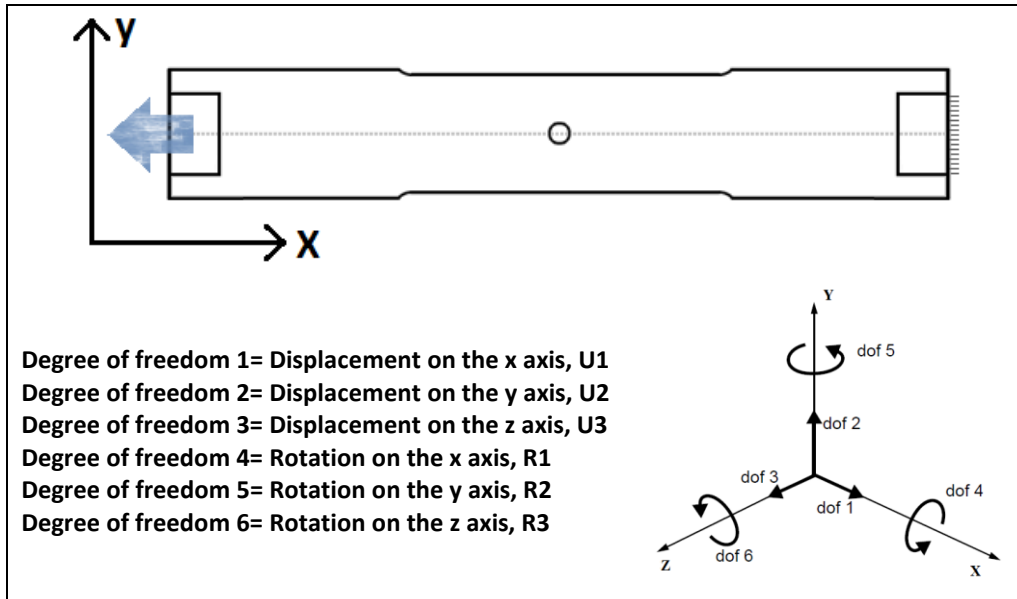 y
X
Degree of freedom 1= Displacement on the x axis, U1
Degree of freedom 2= Displacement on the y axis, U2
Degree of freedom 3= Displacement on the z axis, U3
Degree of freedom 4= Rotation on the x axis, R1
Degree of freedom 5= Rotation on the y axis, R2
Degree of freedom 6= Rotation on the z axis, R3
Y
dof 5
dof 2
dof 3
dof 1
dof 4
dof 6
Z
X